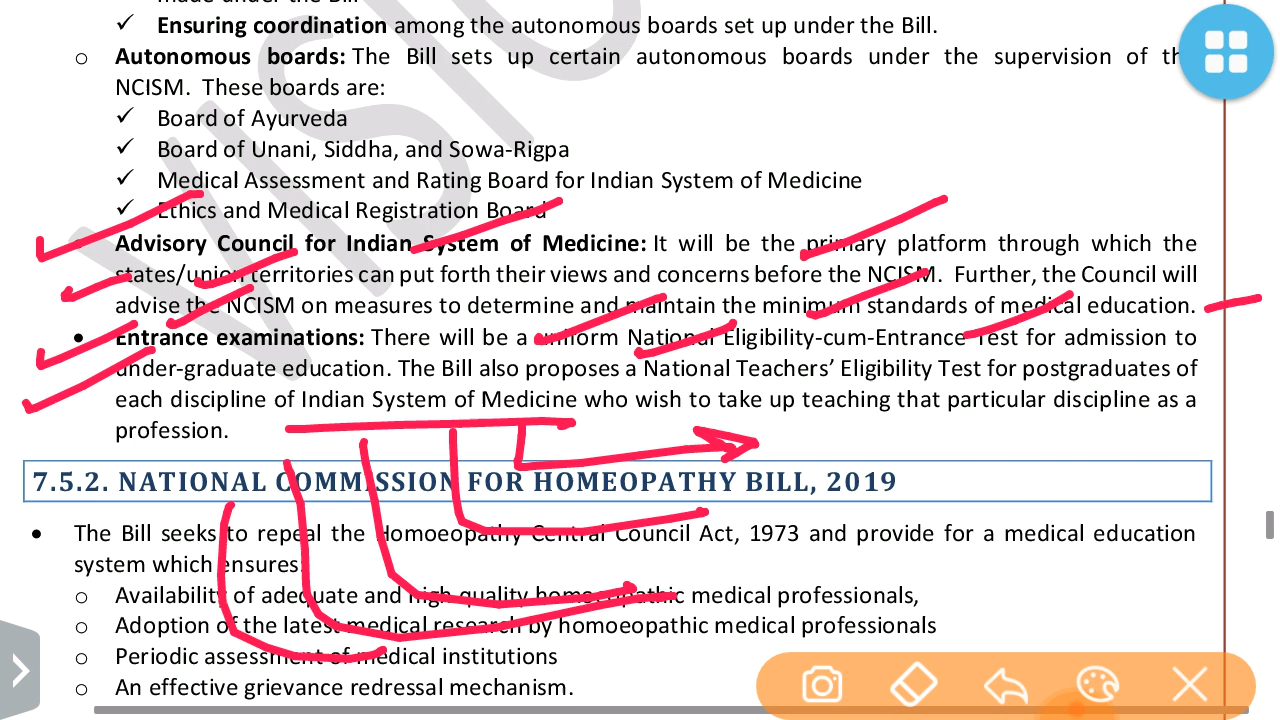 made under the Bill
✓ Ensuring coordination among the autonomous boards set up under the Bill.
o Autonomous boards: The Bill sets up certain autonomous boards under the supervision of the
NCISM. These boards are:
✓ Board of Ayurveda
✓ Board of Unani, Siddha, and Sowa-Rigpa
✓ Medical Assessment and Rating Board for Indian System of Medicine
✓ Ethics and Medical Registration Board
Advisory Council for Indian System of Medicine: It will be the primary platform through which the
states/union territories can put forth their views and concerns before the NCISM. Further, the Council will
advise the NCISM on measures to determine and maintain the minimum standards of medical education.
• Entrance examinations: There will be a uniform National Eligibility-cum-Entrance Test for admission to
under-graduate education. The Bill also proposes a National Teachers’ Eligibility Test for postgraduates of
each discipline of Indian System of Medicine who wish to take up teaching that particular discipline as a
profession.
7.5.2. NATIONAL COMMISSION FOR HOMEOPATHY BILL, 2019
• The Bill seeks to repeal the Homoeopathy Central Council Act, 1973 and provide for a medical education
system which ensures:
o Availability of adequate and high quality homoeopathic medical professionals,
o Adoption of the latest medical research by homoeopathic medical professionals
o Periodic assessment of medical institutions
o An effective grievance redressal mechanism.